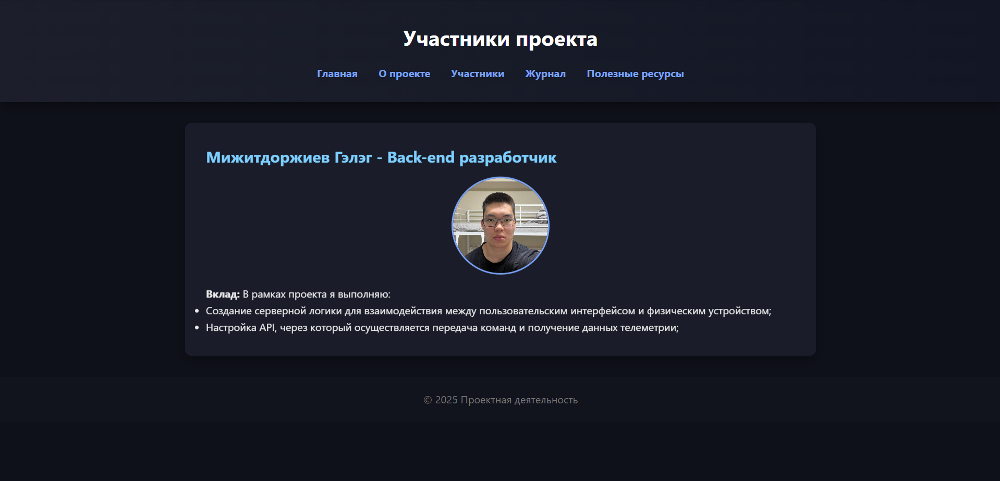 Участники проекта
Главная О проекте Участники Журнал Полезные ресурсы
Мижитдоржиев Гэлэг - Back-end разработчик
Вклад: В рамках проекта я выполняю:
• Создание серверной логики для взаимодействия между пользовательским интерфейсом и физическим устройством;
• Настройка API, через который осуществляется передача команд и получение данных телеметрии;
© 2025 Проектная деятельность